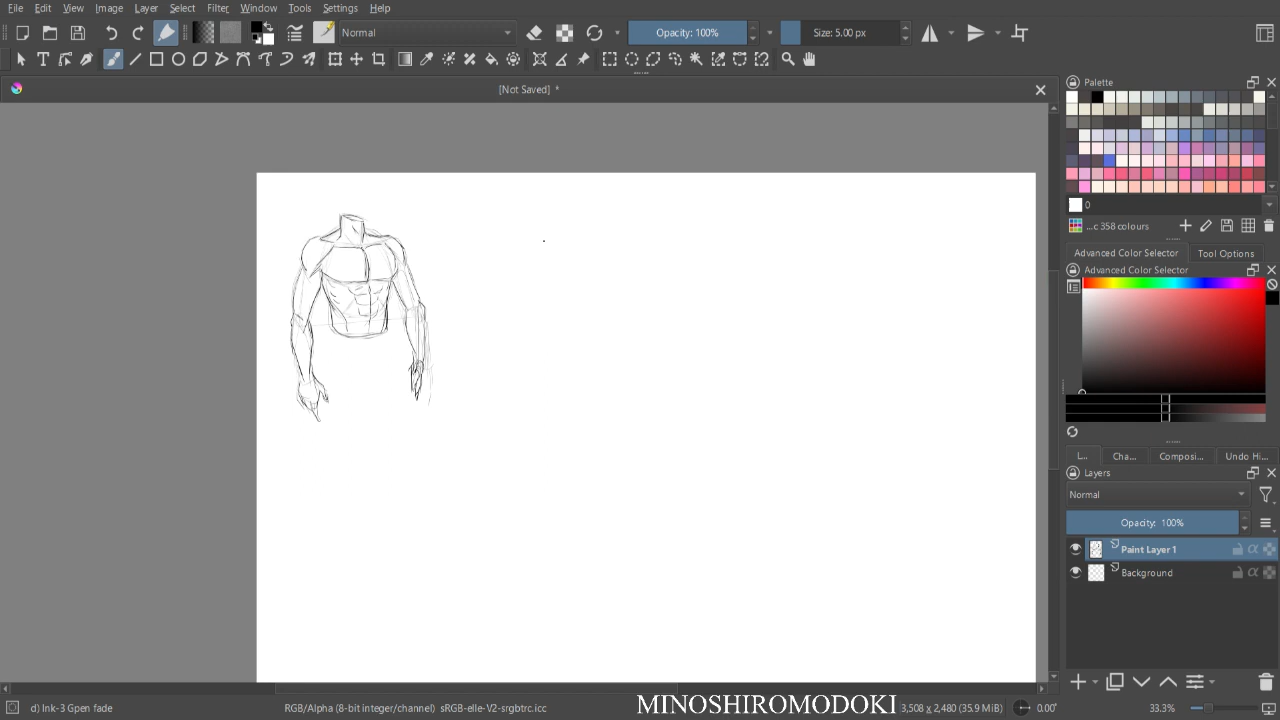 File Edit View Image Layer Select Filter Tools Settings Window Help
Normal Opacity: 100% Size: 5.00 px
[Not Saved] *
Palette
0
...c 358 colours
Advanced Color Selector Tool Options
Advanced Color Selector
L... Cha... Composi... Undo Hi...
Layers
Normal
Opacity: 100%
Paint Layer 1
Background
d) Ink-3 Gpen fade RGB/Alpha (8-bit integer/channel) sRGB-elle-V2-srgbtrc.icc MINOSHIROMODOKI 3,508 x 2,480 (35.9 MiB) 0.00° 33.3%